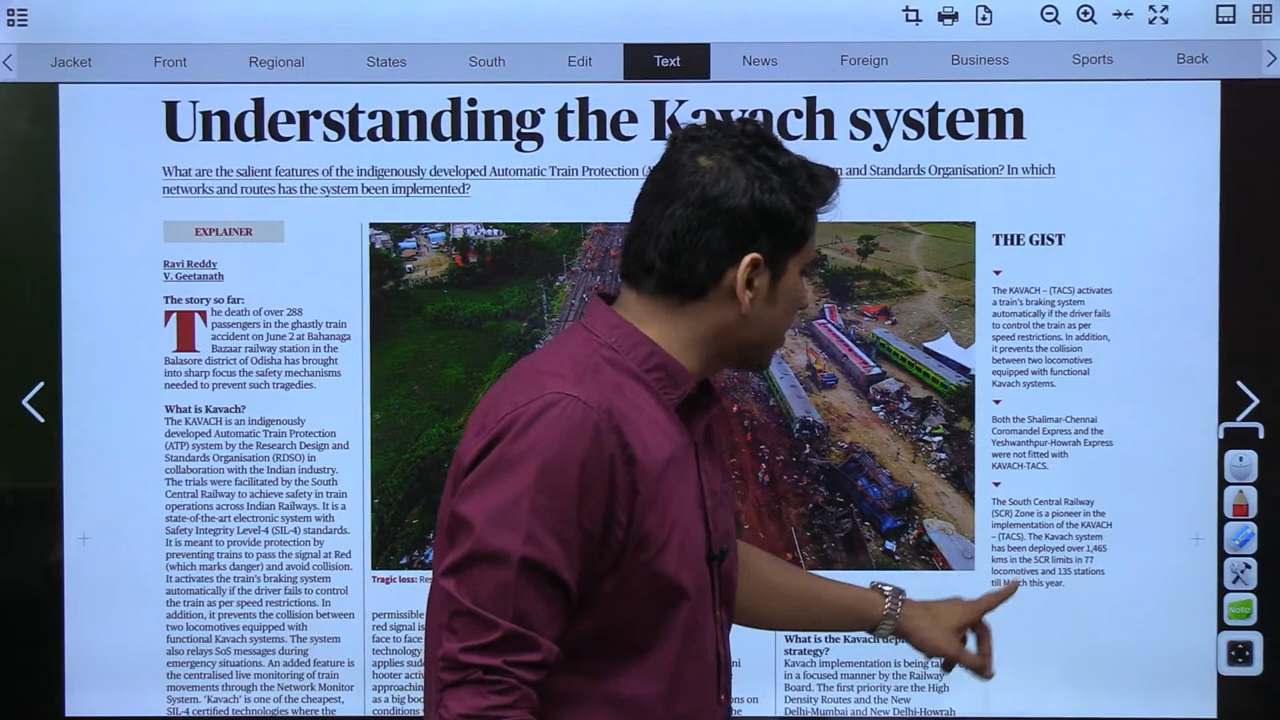 Jacket Front Regional States South Edit Text News Foreign Business Sports Back
Understanding the Kavach system
What are the salient features of the indigenously developed Automatic Train Protection (A n and Standards Organisation? In which
networks and routes has the system been implemented?
EXPLAINER
Ravi Reddy
V. Geetanath
The story so far:
The death of over 288
passengers in the ghastly train
accident on June 2 at Bahanaga
Bazaar railway station in the
Balasore district of Odisha has brought
into sharp focus the safety mechanisms
needed to prevent such tragedies.
What is Kavach?
The KAVACH is an indigenously
developed Automatic Train Protection
(ATP) system by the Research Design and
Standards Organisation (RDSO) in
collaboration with the Indian industry.
The trials were facilitated by the South
Central Railway to achieve safety in train
operations across Indian Railways. It is a
state-of-the-art electronic system with
Safety Integrity Level-4 (SIL-4) standards.
It is meant to provide protection by
preventing trains to pass the signal at Red
(which marks danger) and avoid collision.
It activates the train's braking system
automatically if the driver fails to control
the train as per speed restrictions. In
addition, it prevents the collision between
two locomotives equipped with
functional Kavach systems. The system
also relays SoS messages during
emergency situations. An added feature is
the centralised live monitoring of train
movements through the Network Monitor
System. 'Kavach' is one of the cheapest,
SIL-4 certified technologies where the
Tragic loss: Res
permissible
red signal is
face to face
technology
applies sud
hooter activ
approaching
as a big boo
conditions
ni
ons on
he
What is the Kavach depl
strategy?
Kavach implementation is being ta
in a focused manner by the Railway
Board. The first priority are the High
Density Routes and the New
Delhi-Mumbai and New Delhi-Howrah
THE GIST
The KAVACH – (TACS) activates
a train's braking system
automatically if the driver fails
to control the train as per
speed restrictions. In addition,
it prevents the collision
between two locomotives
equipped with functional
Kavach systems.
Both the Shalimar-Chennai
Coromandel Express and the
Yeshwanthpur-Howrah Express
were not fitted with
KAVACH-TACS.
The South Central Railway
(SCR) Zone is a pioneer in the
implementation of the KAVACH
– (TACS). The Kavach system
has been deployed over 1,465
kms in the SCR limits in 77
locomotives and 135 stations
till March this year.
Note